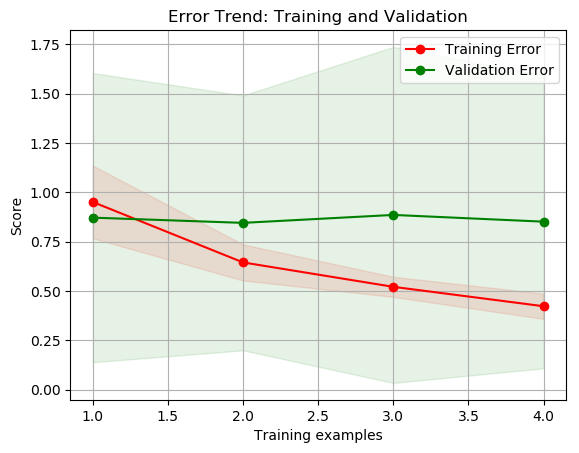 Error Trend: Training and Validation
Training Error
Validation Error
1.75
1.50
1.25
1.00
0.75
0.50
0.25
0.00
Score
1.0 1.5 2.0 2.5 3.0 3.5 4.0
Training examples